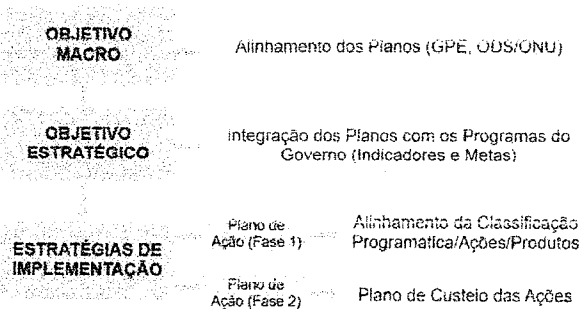 OBJETIVO
MACRO
Alinhamento dos Planos (GPE, ODS/ONU)
OBJETIVO
ESTRATÉGICO
Integração dos Planos com os Programas do
Governo (Indicadores e Metas)
ESTRATÉGIAS DE
IMPLEMENTAÇÃO
Plano de
Ação (Fase 1)
Alinhamento da Classificação
Programatica/Ações/Produtos
Plano de
Ação (Fase 2)
Plano de Custeio das Ações